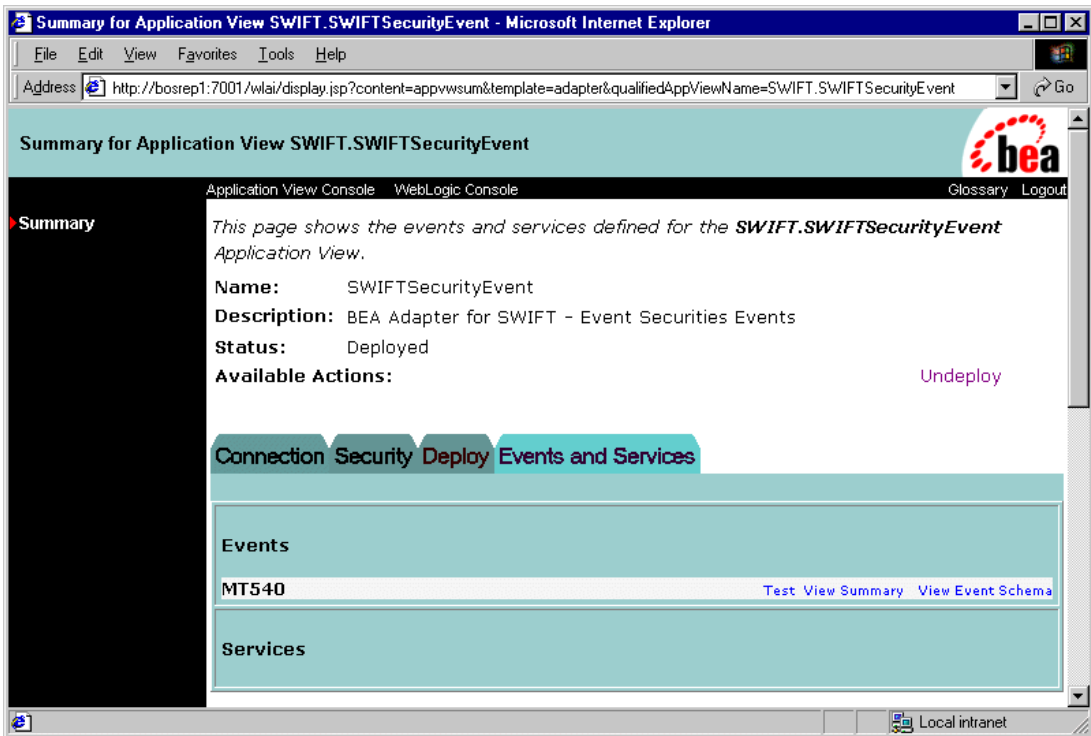 Summary for Application View SWIFT.SWIFTSecurityEvent - Microsoft Internet Explorer
File Edit View Favorites Tools Help
Address http://bosrep1:7001/wlai/display.jsp?content=appvwsum&template=adapter&qualifiedAppViewName=SWIFT.SWIFTSecurityEvent Go
Summary for Application View SWIFT.SWIFTSecurityEvent
bea
Application View Console WebLogic Console Glossary Logout
Summary
This page shows the events and services defined for the SWIFT.SWIFTSecurityEvent
Application View.
Name: SWIFTSecurityEvent
Description: BEA Adapter for SWIFT - Event Securities Events
Status: Deployed
Available Actions: Undeploy
Connection Security Deploy Events and Services
Events
MT540 Test View Summary View Event Schema
Services
Local intranet